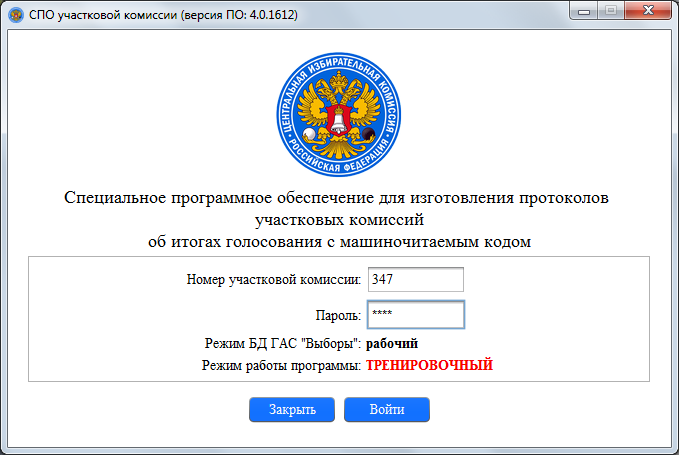 СПО участковой комиссии (версия ПО: 4.0.1612)
ЦЕНТРАЛЬНАЯ ИЗБИРАТЕЛЬНАЯ КОМИССИЯ
• РОССИЙСКАЯ ФЕДЕРАЦИЯ •
Специальное программное обеспечение для изготовления протоколов
участковых комиссий
об итогах голосования с машиночитаемым кодом
Номер участковой комиссии: 347
Пароль: ****
Режим БД ГАС "Выборы": рабочий
Режим работы программы: ТРЕНИРОВОЧНЫЙ
Закрыть Войти